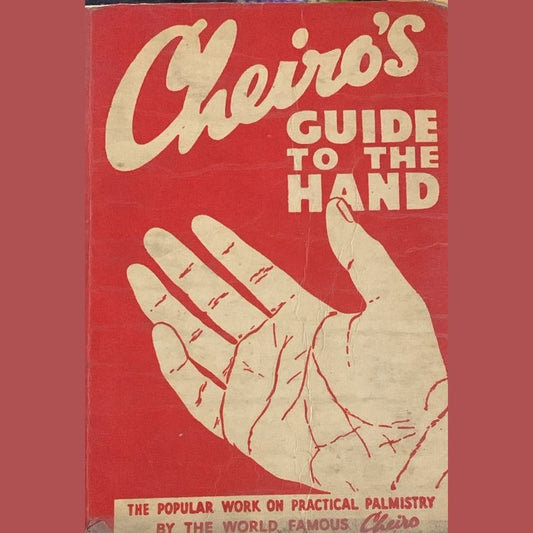 Cheiro's
GUIDE
TO THE
HAND
THE POPULAR WORK ON PRACTICAL PALMISTRY
BY THE WORLD FAMOUS Cheiro